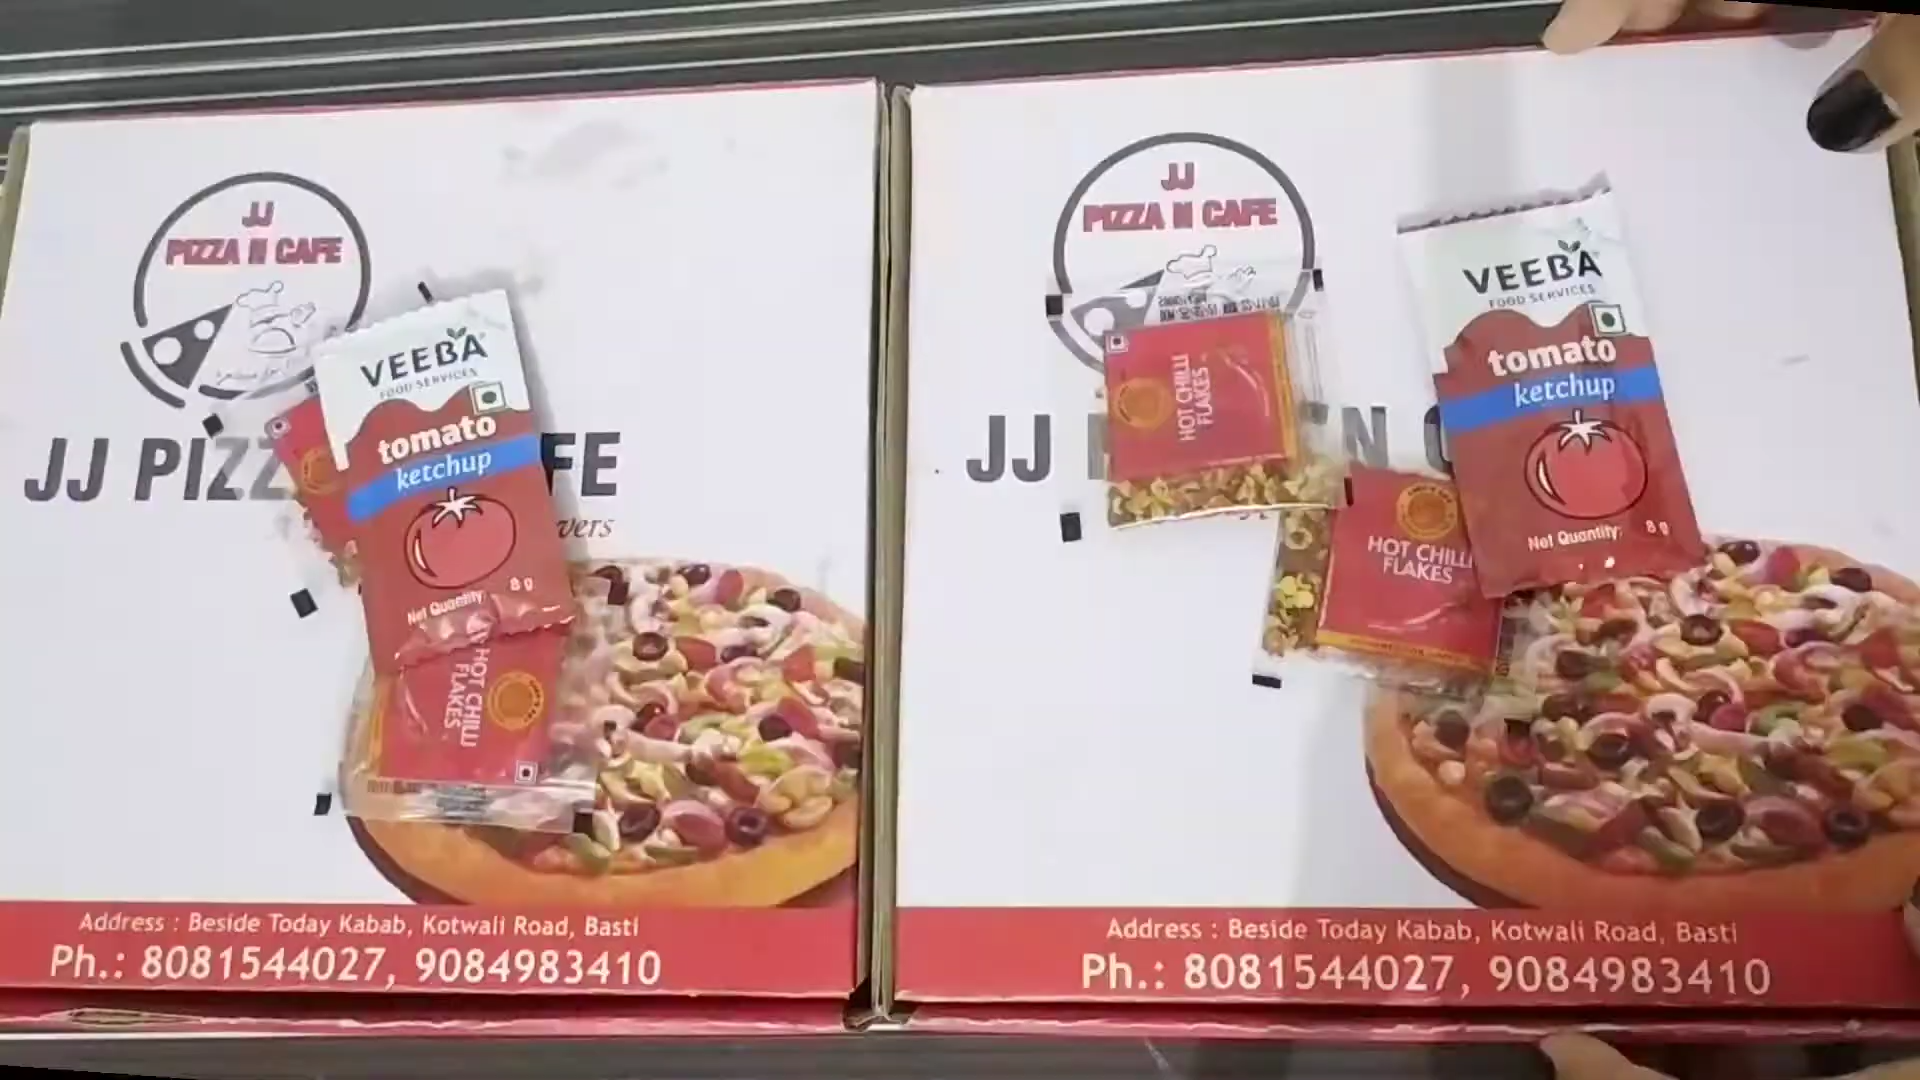 JJ
PIZZA N CAFE
VEEBA
FOOD SERVICES
tomato
ketchup
Net Quantity: 8 g
JJ PIZZ FE
vers
HOT CHILLI
FLAKES
Address : Beside Today Kabab, Kotwali Road, Basti
Ph.: 8081544027, 9084983410
JJ
PIZZA N CAFE
HOT CHILLI
FLAKES
VEEBA
FOOD SERVICES
tomato
ketchup
Net Quantity: 8 g
JJ 'N C
HOT CHILLI
FLAKES
Address : Beside Today Kabab, Kotwali Road, Basti
Ph.: 8081544027, 9084983410